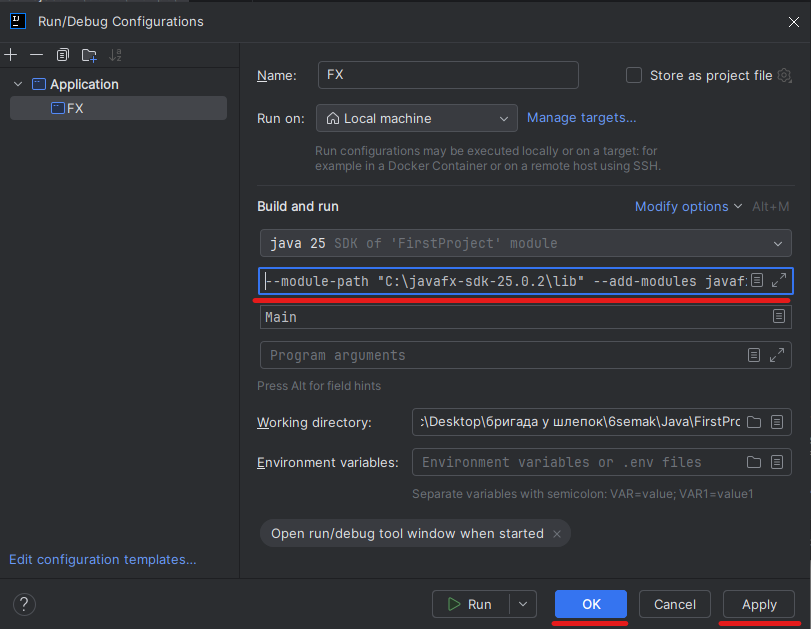 Run/Debug Configurations
Application
FX
Name:
FX
Store as project file
Run on:
Local machine
Manage targets...
Run configurations may be executed locally or on a target: for
example in a Docker Container or on a remote host using SSH.
Build and run
Modify options
Alt+M
java 25 SDK of 'FirstProject' module
--module-path "C:\javafx-sdk-25.0.2\lib" --add-modules javaf
Main
Program arguments
Press Alt for field hints
Working directory:
:\Desktop\бригада у шлепок\6semak\Java\FirstPro
Environment variables:
Environment variables or .env files
Separate variables with semicolon: VAR=value; VAR1=value1
Open run/debug tool window when started
Edit configuration templates...
?
Run
OK
Cancel
Apply